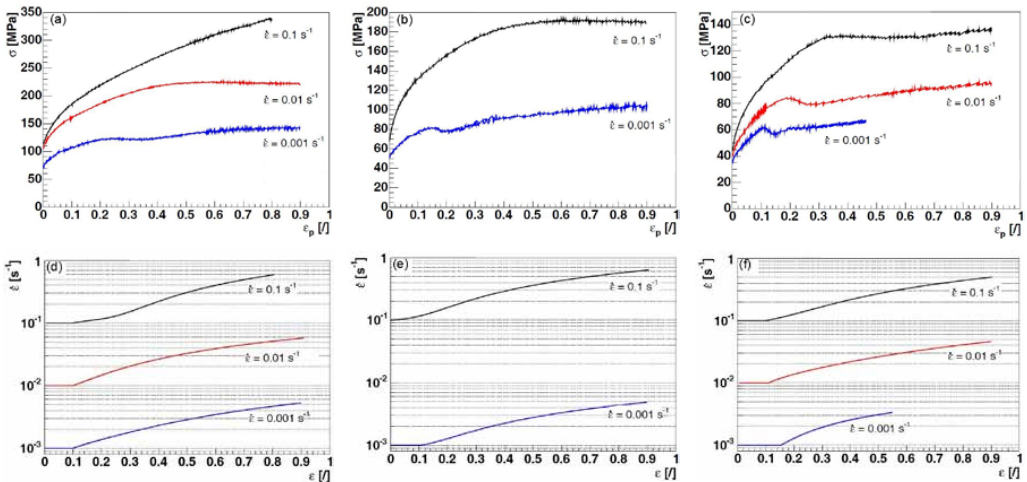 (a)
σ [MPa]
350
300
250
200
150
100
50
0
ε̇ = 0.1 s⁻¹
ε̇ = 0.01 s⁻¹
ε̇ = 0.001 s⁻¹
0 0.1 0.2 0.3 0.4 0.5 0.6 0.7 0.8 0.9 1
εp [/]
(b)
σ [MPa]
200
180
160
140
120
100
80
60
40
20
0
ε̇ = 0.1 s⁻¹
ε̇ = 0.001 s⁻¹
0 0.1 0.2 0.3 0.4 0.5 0.6 0.7 0.8 0.9 1
εp [/]
(c)
σ [MPa]
140
120
100
80
60
40
20
0
ε̇ = 0.1 s⁻¹
ε̇ = 0.01 s⁻¹
ε̇ = 0.001 s⁻¹
0 0.1 0.2 0.3 0.4 0.5 0.6 0.7 0.8 0.9 1
εp [/]
(d)
ε̇ [s⁻¹]
1
10⁻¹
10⁻²
10⁻³
ε̇ = 0.1 s⁻¹
ε̇ = 0.01 s⁻¹
ε̇ = 0.001 s⁻¹
0 0.1 0.2 0.3 0.4 0.5 0.6 0.7 0.8 0.9 1
ε [/]
(e)
ε̇ [s⁻¹]
1
10⁻¹
10⁻²
10⁻³
ε̇ = 0.1 s⁻¹
ε̇ = 0.001 s⁻¹
0 0.1 0.2 0.3 0.4 0.5 0.6 0.7 0.8 0.9 1
ε [/]
(f)
ε̇ [s⁻¹]
1
10⁻¹
10⁻²
10⁻³
ε̇ = 0.1 s⁻¹
ε̇ = 0.01 s⁻¹
ε̇ = 0.001 s⁻¹
0 0.1 0.2 0.3 0.4 0.5 0.6 0.7 0.8 0.9 1
ε [/]